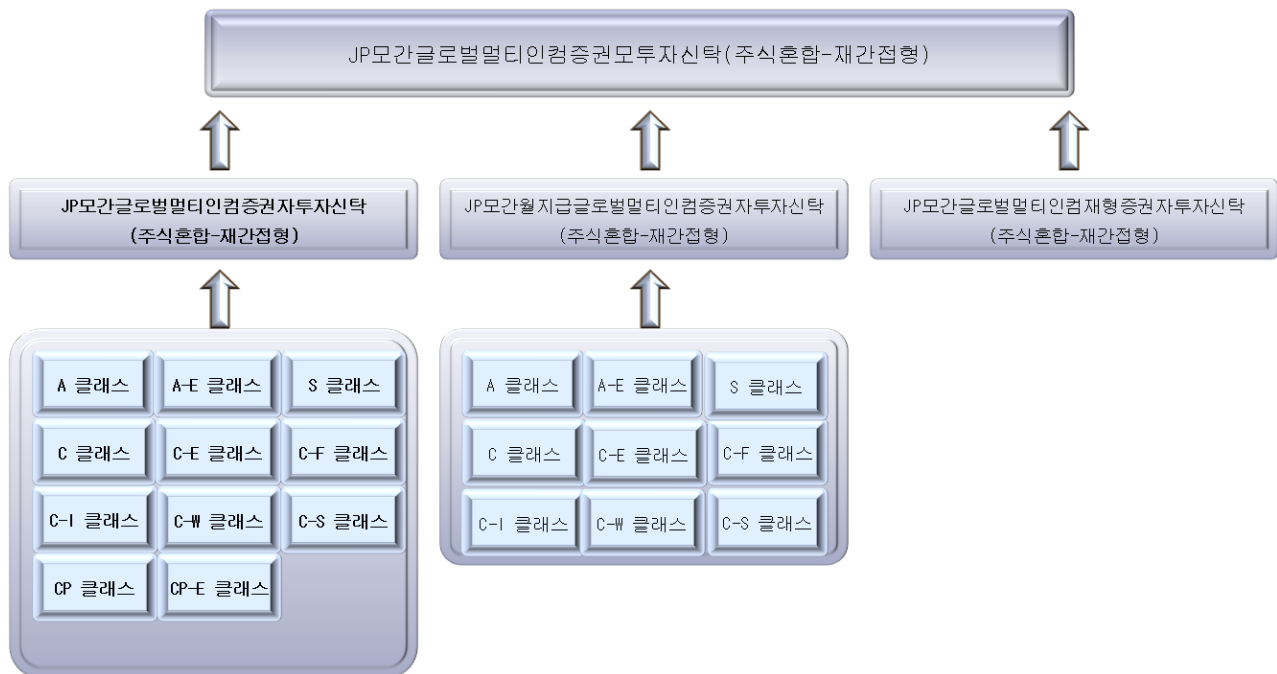 JP모간글로벌멀티인컴증권모투자신탁(주식혼합-재간접형)
JP모간글로벌멀티인컴증권자투자신탁
(주식혼합-재간접형)
JP모간월지급글로벌멀티인컴증권자투자신탁
(주식혼합-재간접형)
JP모간글로벌멀티인컴재형증권자투자신탁
(주식혼합-재간접형)
A 클래스
A-E 클래스
S 클래스
C 클래스
C-E 클래스
C-F 클래스
C-I 클래스
C-W 클래스
C-S 클래스
CP 클래스
CP-E 클래스
A 클래스
A-E 클래스
S 클래스
C 클래스
C-E 클래스
C-F 클래스
C-I 클래스
C-W 클래스
C-S 클래스